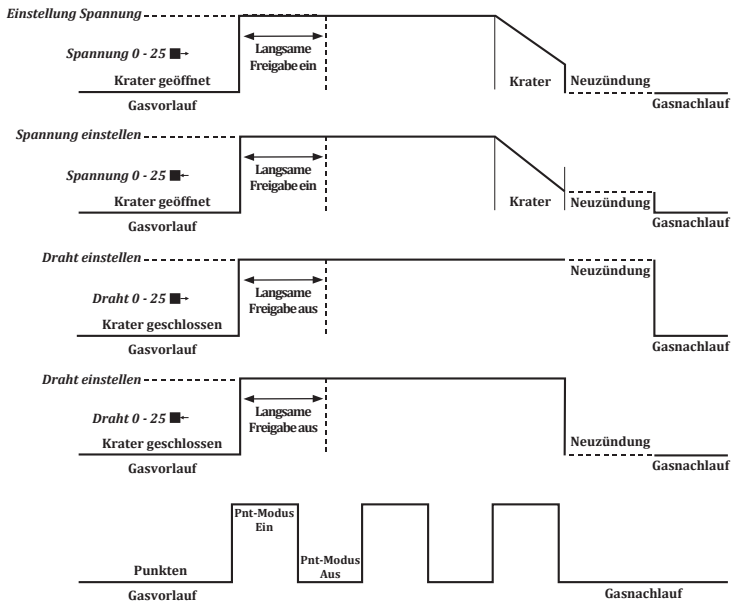 Einstellung Spannung
Spannung 0 - 25
Langsame
Freigabe ein
Krater geöffnet
Krater
Neuzündung
Gasvorlauf
Gasnachlauf
Spannung einstellen
Spannung 0 - 25
Langsame
Freigabe ein
Krater geöffnet
Krater
Neuzündung
Gasvorlauf
Gasnachlauf
Draht einstellen
Neuzündung
Draht 0 - 25
Langsame
Freigabe aus
Krater geschlossen
Gasvorlauf
Gasnachlauf
Draht einstellen
Draht 0 - 25
Langsame
Freigabe aus
Krater geschlossen
Neuzündung
Gasvorlauf
Gasnachlauf
Pnt-Modus
Ein
Pnt-Modus
Aus
Punkten
Gasvorlauf
Gasnachlauf